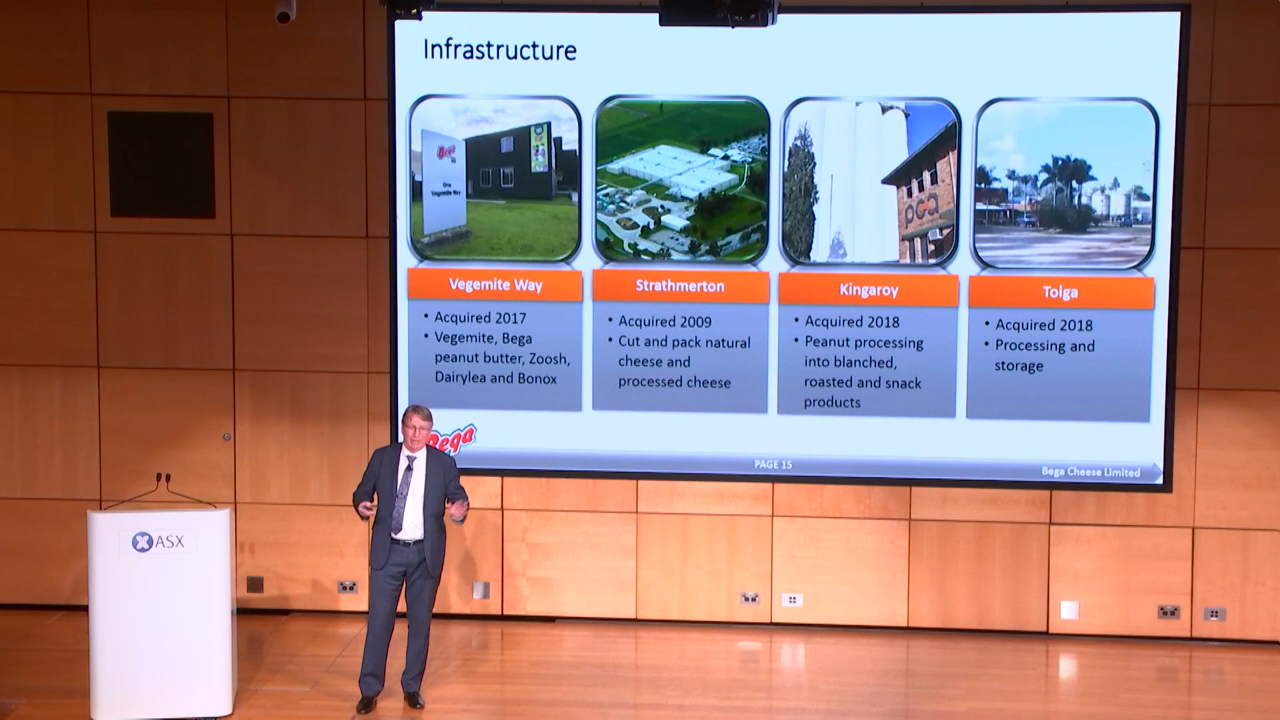 Infrastructure
Bega
One
Vegemite Way
pca
Vegemite Way
• Acquired 2017
• Vegemite, Bega
peanut butter, Zoosh,
Dairylea and Bonox
Strathmerton
• Acquired 2009
• Cut and pack natural
cheese and
processed cheese
Kingaroy
• Acquired 2018
• Peanut processing
into blanched,
roasted and snack
products
Tolga
• Acquired 2018
• Processing and
storage
Bega
PAGE 15
Bega Cheese Limited
ASX